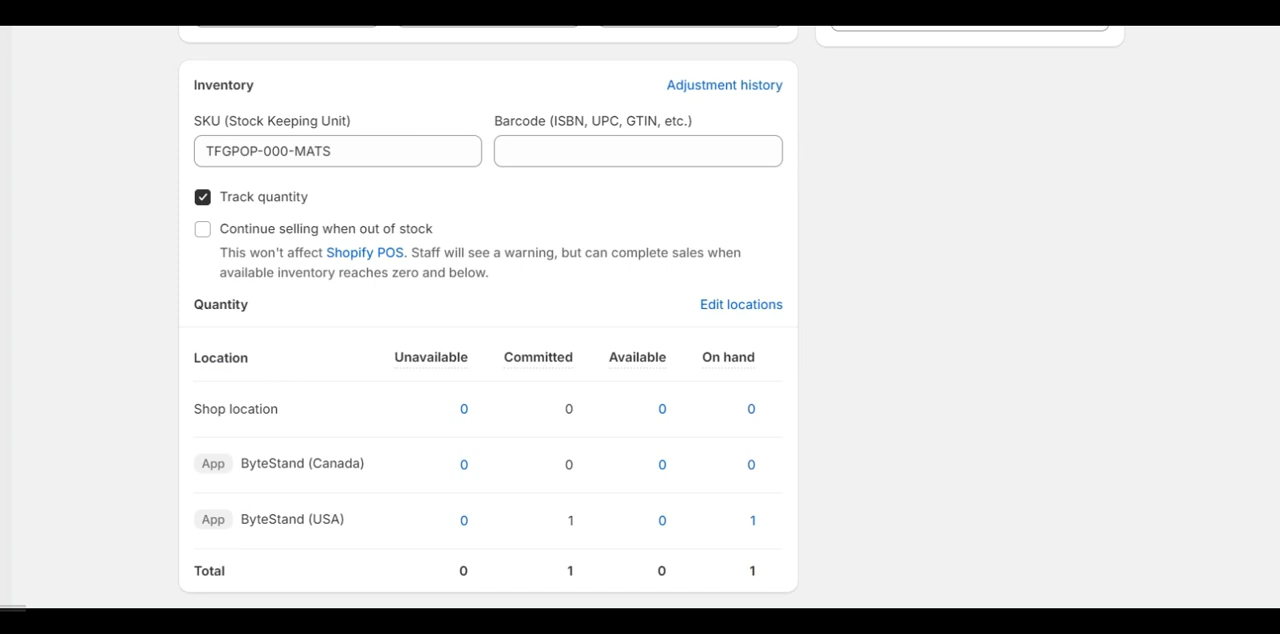 Inventory Adjustment history
SKU (Stock Keeping Unit) Barcode (ISBN, UPC, GTIN, etc.)
TFGPOP-000-MATS
Track quantity
Continue selling when out of stock
This won't affect Shopify POS. Staff will see a warning, but can complete sales when
available inventory reaches zero and below.
Quantity Edit locations
Location Unavailable Committed Available On hand
Shop location 0 0 0 0
App ByteStand (Canada) 0 0 0 0
App ByteStand (USA) 0 1 0 1
Total 0 1 0 1